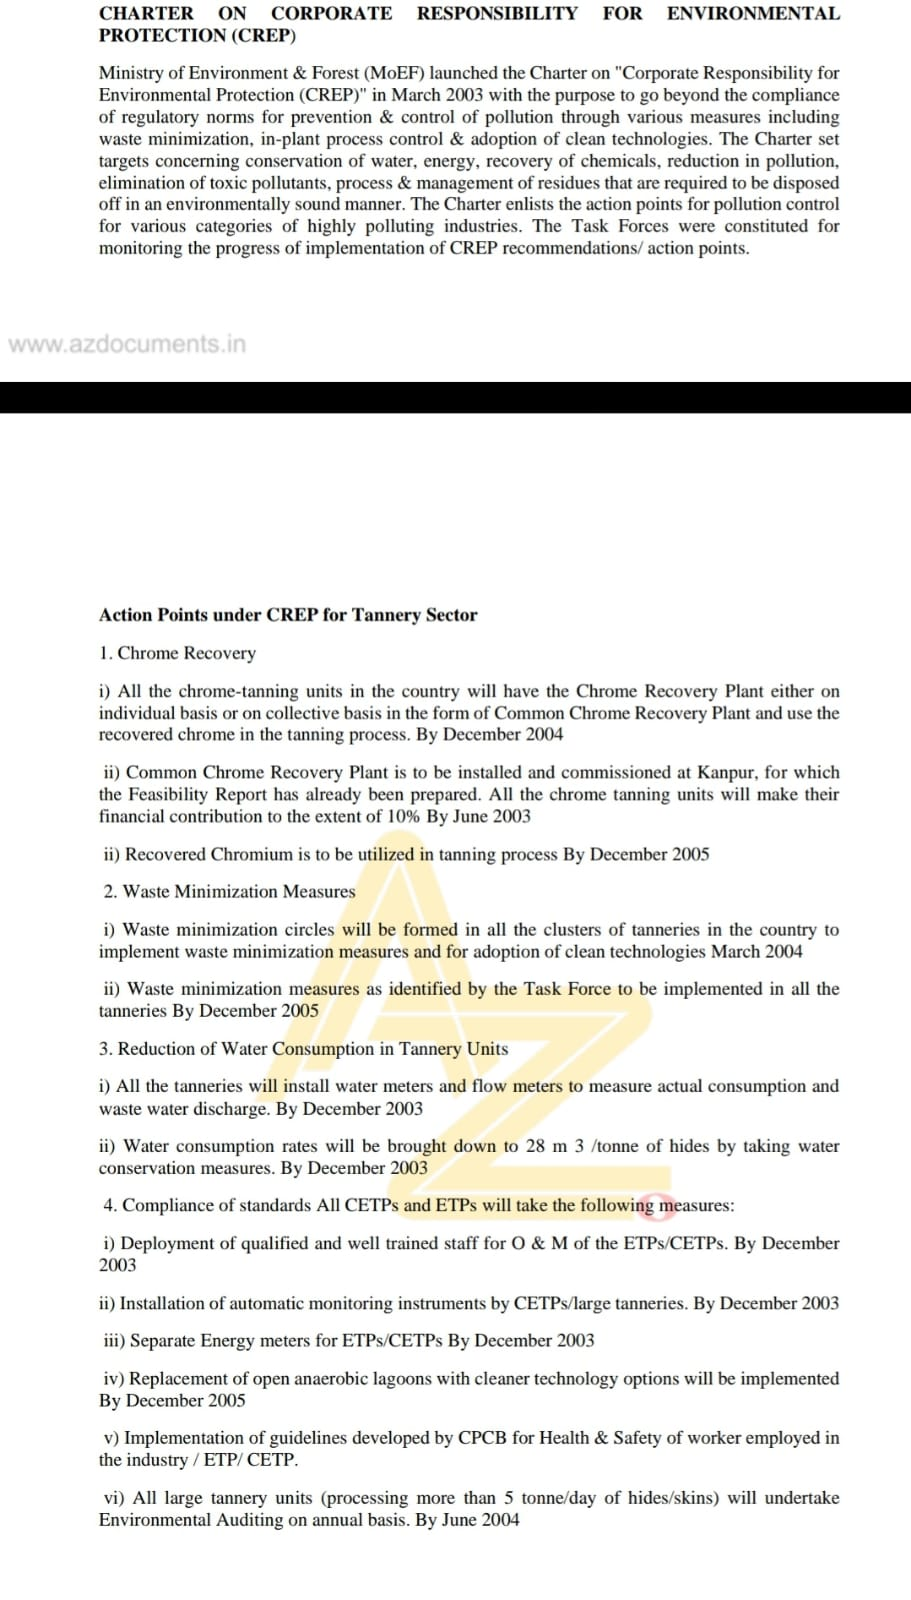 CHARTER ON CORPORATE RESPONSIBILITY FOR ENVIRONMENTAL
PROTECTION (CREP)
Ministry of Environment & Forest (MoEF) launched the Charter on "Corporate Responsibility for
Environmental Protection (CREP)" in March 2003 with the purpose to go beyond the compliance
of regulatory norms for prevention & control of pollution through various measures including
waste minimization, in-plant process control & adoption of clean technologies. The Charter set
targets concerning conservation of water, energy, recovery of chemicals, reduction in pollution,
elimination of toxic pollutants, process & management of residues that are required to be disposed
off in an environmentally sound manner. The Charter enlists the action points for pollution control
for various categories of highly polluting industries. The Task Forces were constituted for
monitoring the progress of implementation of CREP recommendations/ action points.
www.azdocuments.in
Action Points under CREP for Tannery Sector
1. Chrome Recovery
i) All the chrome-tanning units in the country will have the Chrome Recovery Plant either on
individual basis or on collective basis in the form of Common Chrome Recovery Plant and use the
recovered chrome in the tanning process. By December 2004
ii) Common Chrome Recovery Plant is to be installed and commissioned at Kanpur, for which
the Feasibility Report has already been prepared. All the chrome tanning units will make their
financial contribution to the extent of 10% By June 2003
ii) Recovered Chromium is to be utilized in tanning process By December 2005
2. Waste Minimization Measures
i) Waste minimization circles will be formed in all the clusters of tanneries in the country to
implement waste minimization measures and for adoption of clean technologies March 2004
ii) Waste minimization measures as identified by the Task Force to be implemented in all the
tanneries By December 2005
3. Reduction of Water Consumption in Tannery Units
i) All the tanneries will install water meters and flow meters to measure actual consumption and
waste water discharge. By December 2003
ii) Water consumption rates will be brought down to 28 m 3 /tonne of hides by taking water
conservation measures. By December 2003
4. Compliance of standards All CETPs and ETPs will take the following measures:
i) Deployment of qualified and well trained staff for O & M of the ETPs/CETPs. By December
2003
ii) Installation of automatic monitoring instruments by CETPs/large tanneries. By December 2003
iii) Separate Energy meters for ETPs/CETPs By December 2003
iv) Replacement of open anaerobic lagoons with cleaner technology options will be implemented
By December 2005
v) Implementation of guidelines developed by CPCB for Health & Safety of worker employed in
the industry / ETP/ CETP.
vi) All large tannery units (processing more than 5 tonne/day of hides/skins) will undertake
Environmental Auditing on annual basis. By June 2004
AZ